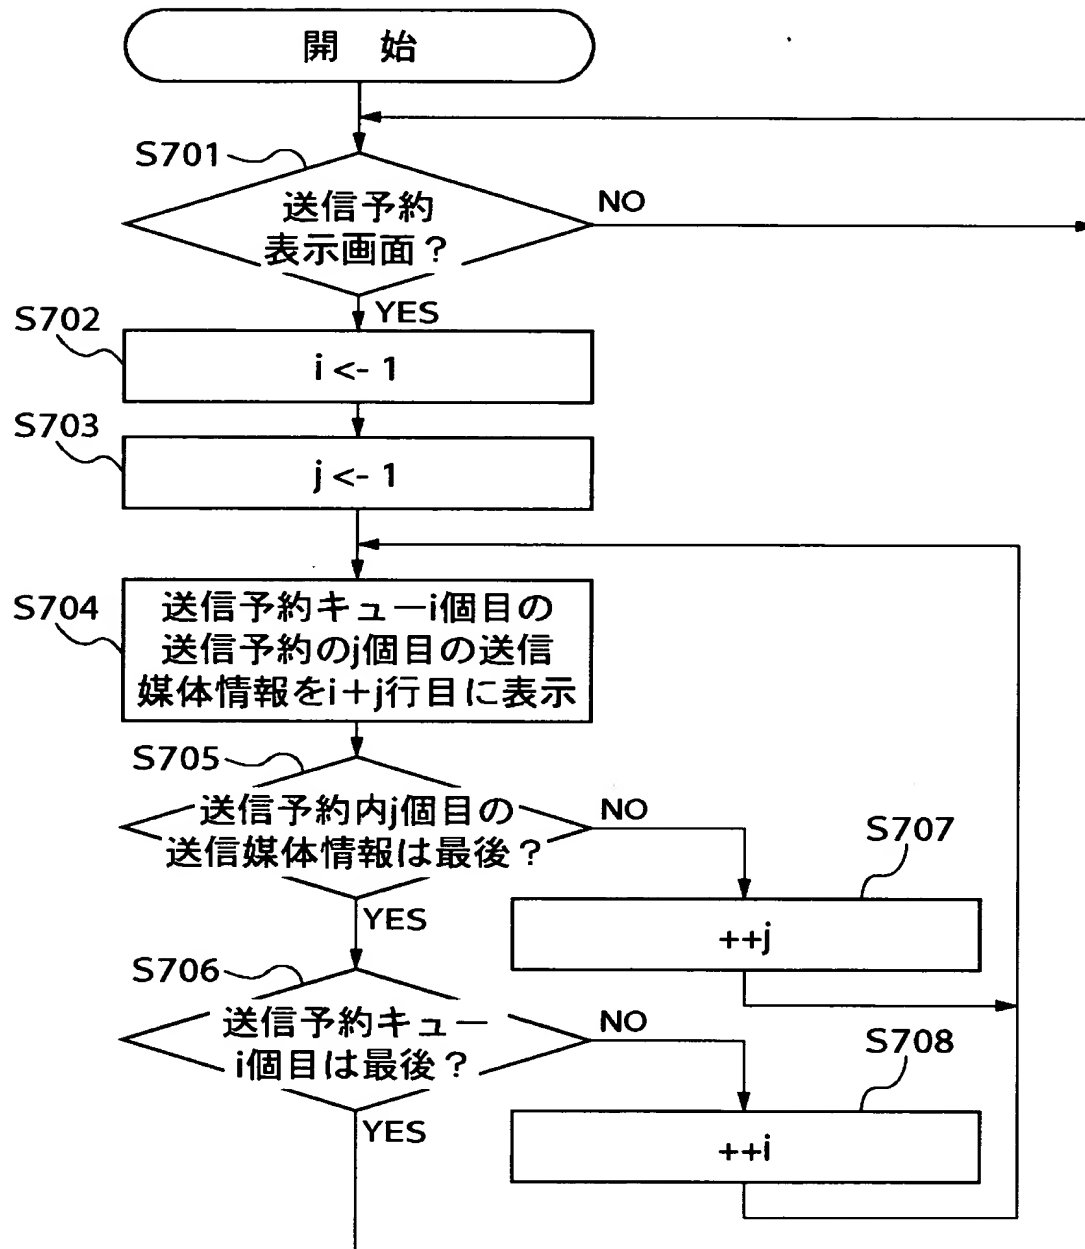 開 始
S701
送信予約
表示画面？
NO
YES
S702
i <- 1
S703
j <- 1
S704
送信予約キューi個目の
送信予約のj個目の送信
媒体情報をi＋j行目に表示
S705
送信予約内j個目の
送信媒体情報は最後？
NO
YES
S707
++j
S706
送信予約キュー
i個目は最後？
NO
YES
S708
++i